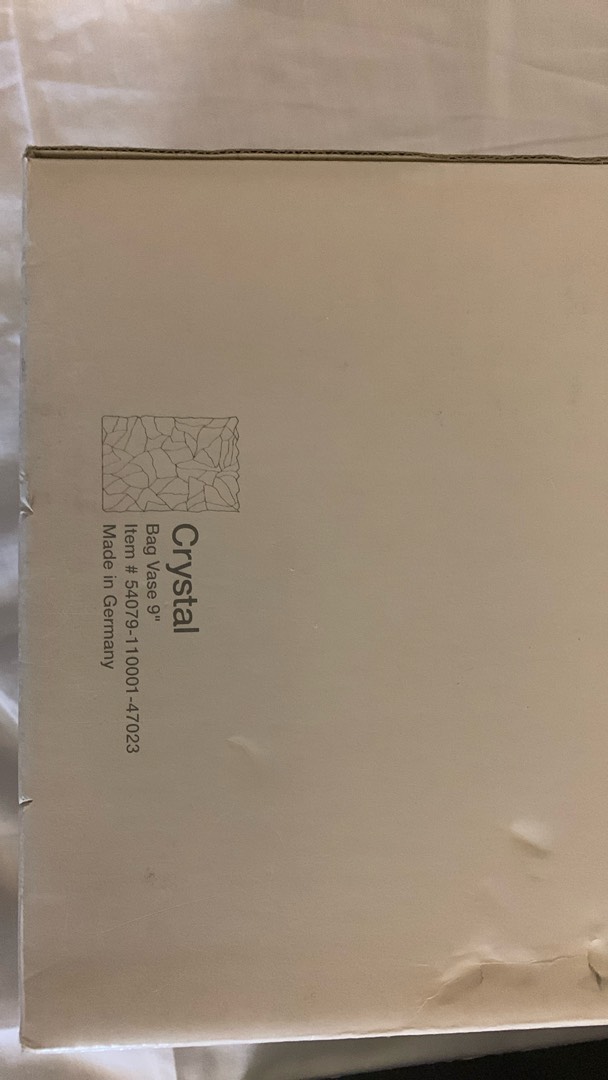 Crystal
Bag Vase 9"
Item # 54079-110001-47023
Made in Germany